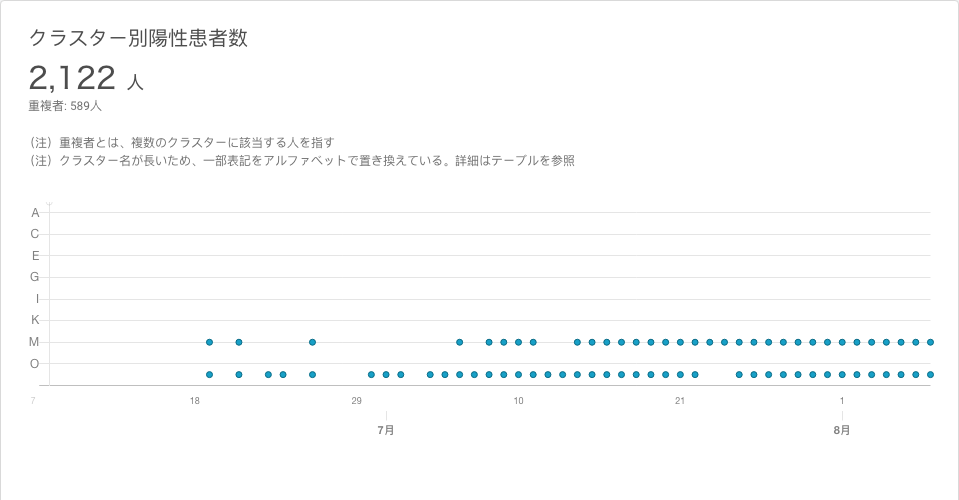 クラスター別陽性患者数
2,122 人
重複者: 589人
（注）重複者とは、複数のクラスターに該当する人を指す
（注）クラスター名が長いため、一部表記をアルファベットで置き換えている。詳細はテーブルを参照
A
C
E
G
I
K
M
O
7 18 29 10 21 1
7月 8月